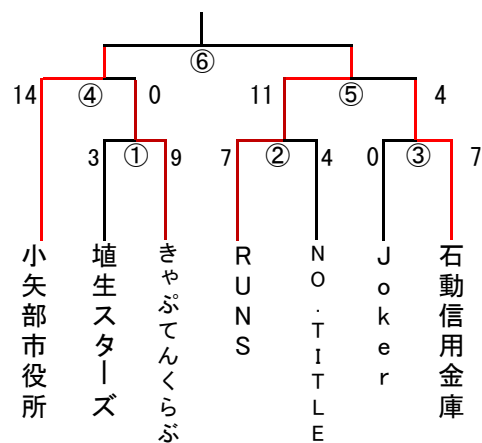 ⑥
14 ④ 0 11 ⑤ 4
3 ① 9 7 ② 4 0 ③ 7
小矢部市役所
埴生スターズ
きゃぷてんくらぶ
RUNS
NO.TITLE
Joker
石動信用金庫